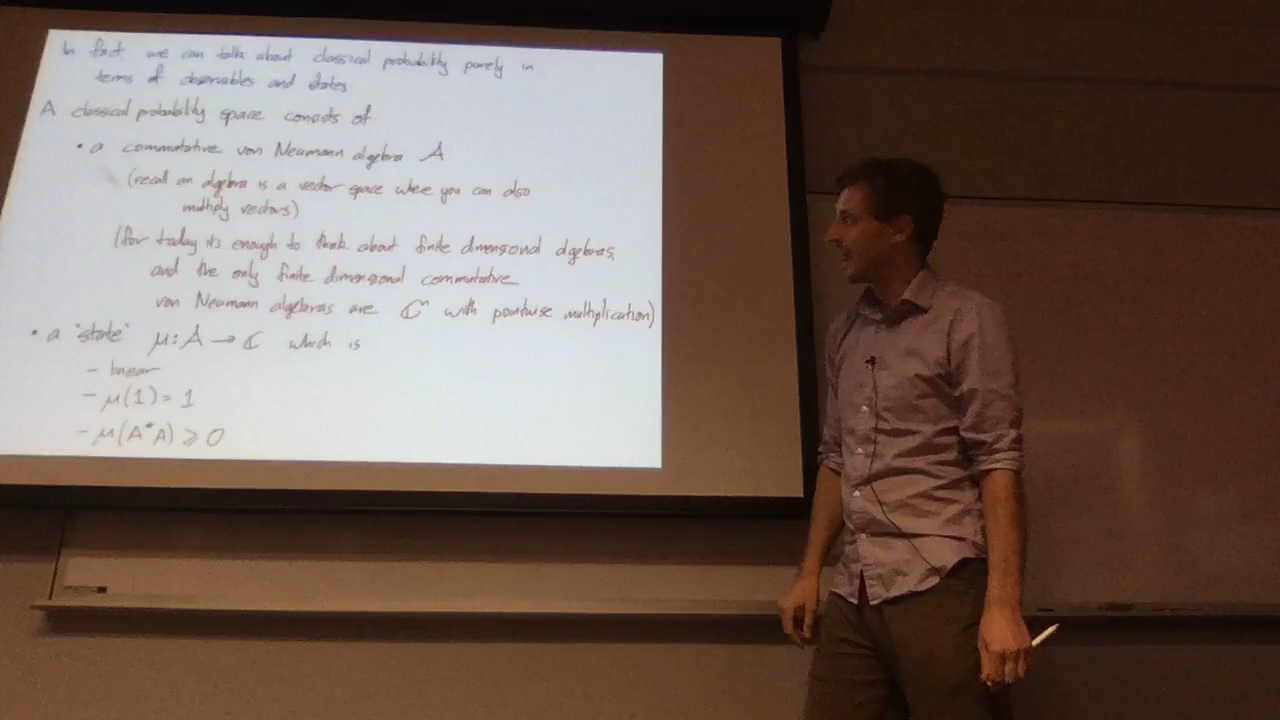 In fact we can talk about classical probability purely in
terms of observables and states
A classical probability space consists of
• a commutative von Neumann algebra A
(recall an algebra is a vector space where you can also
multiply vectors)
(for today it's enough to think about finite dimensional algebras,
and the only finite dimensional commutative
von Neumann algebras are ℂⁿ with pointwise multiplication)
• a "state" μ: A → ℂ which is
- linear
- μ(1) = 1
- μ(A*A) ⩾ 0